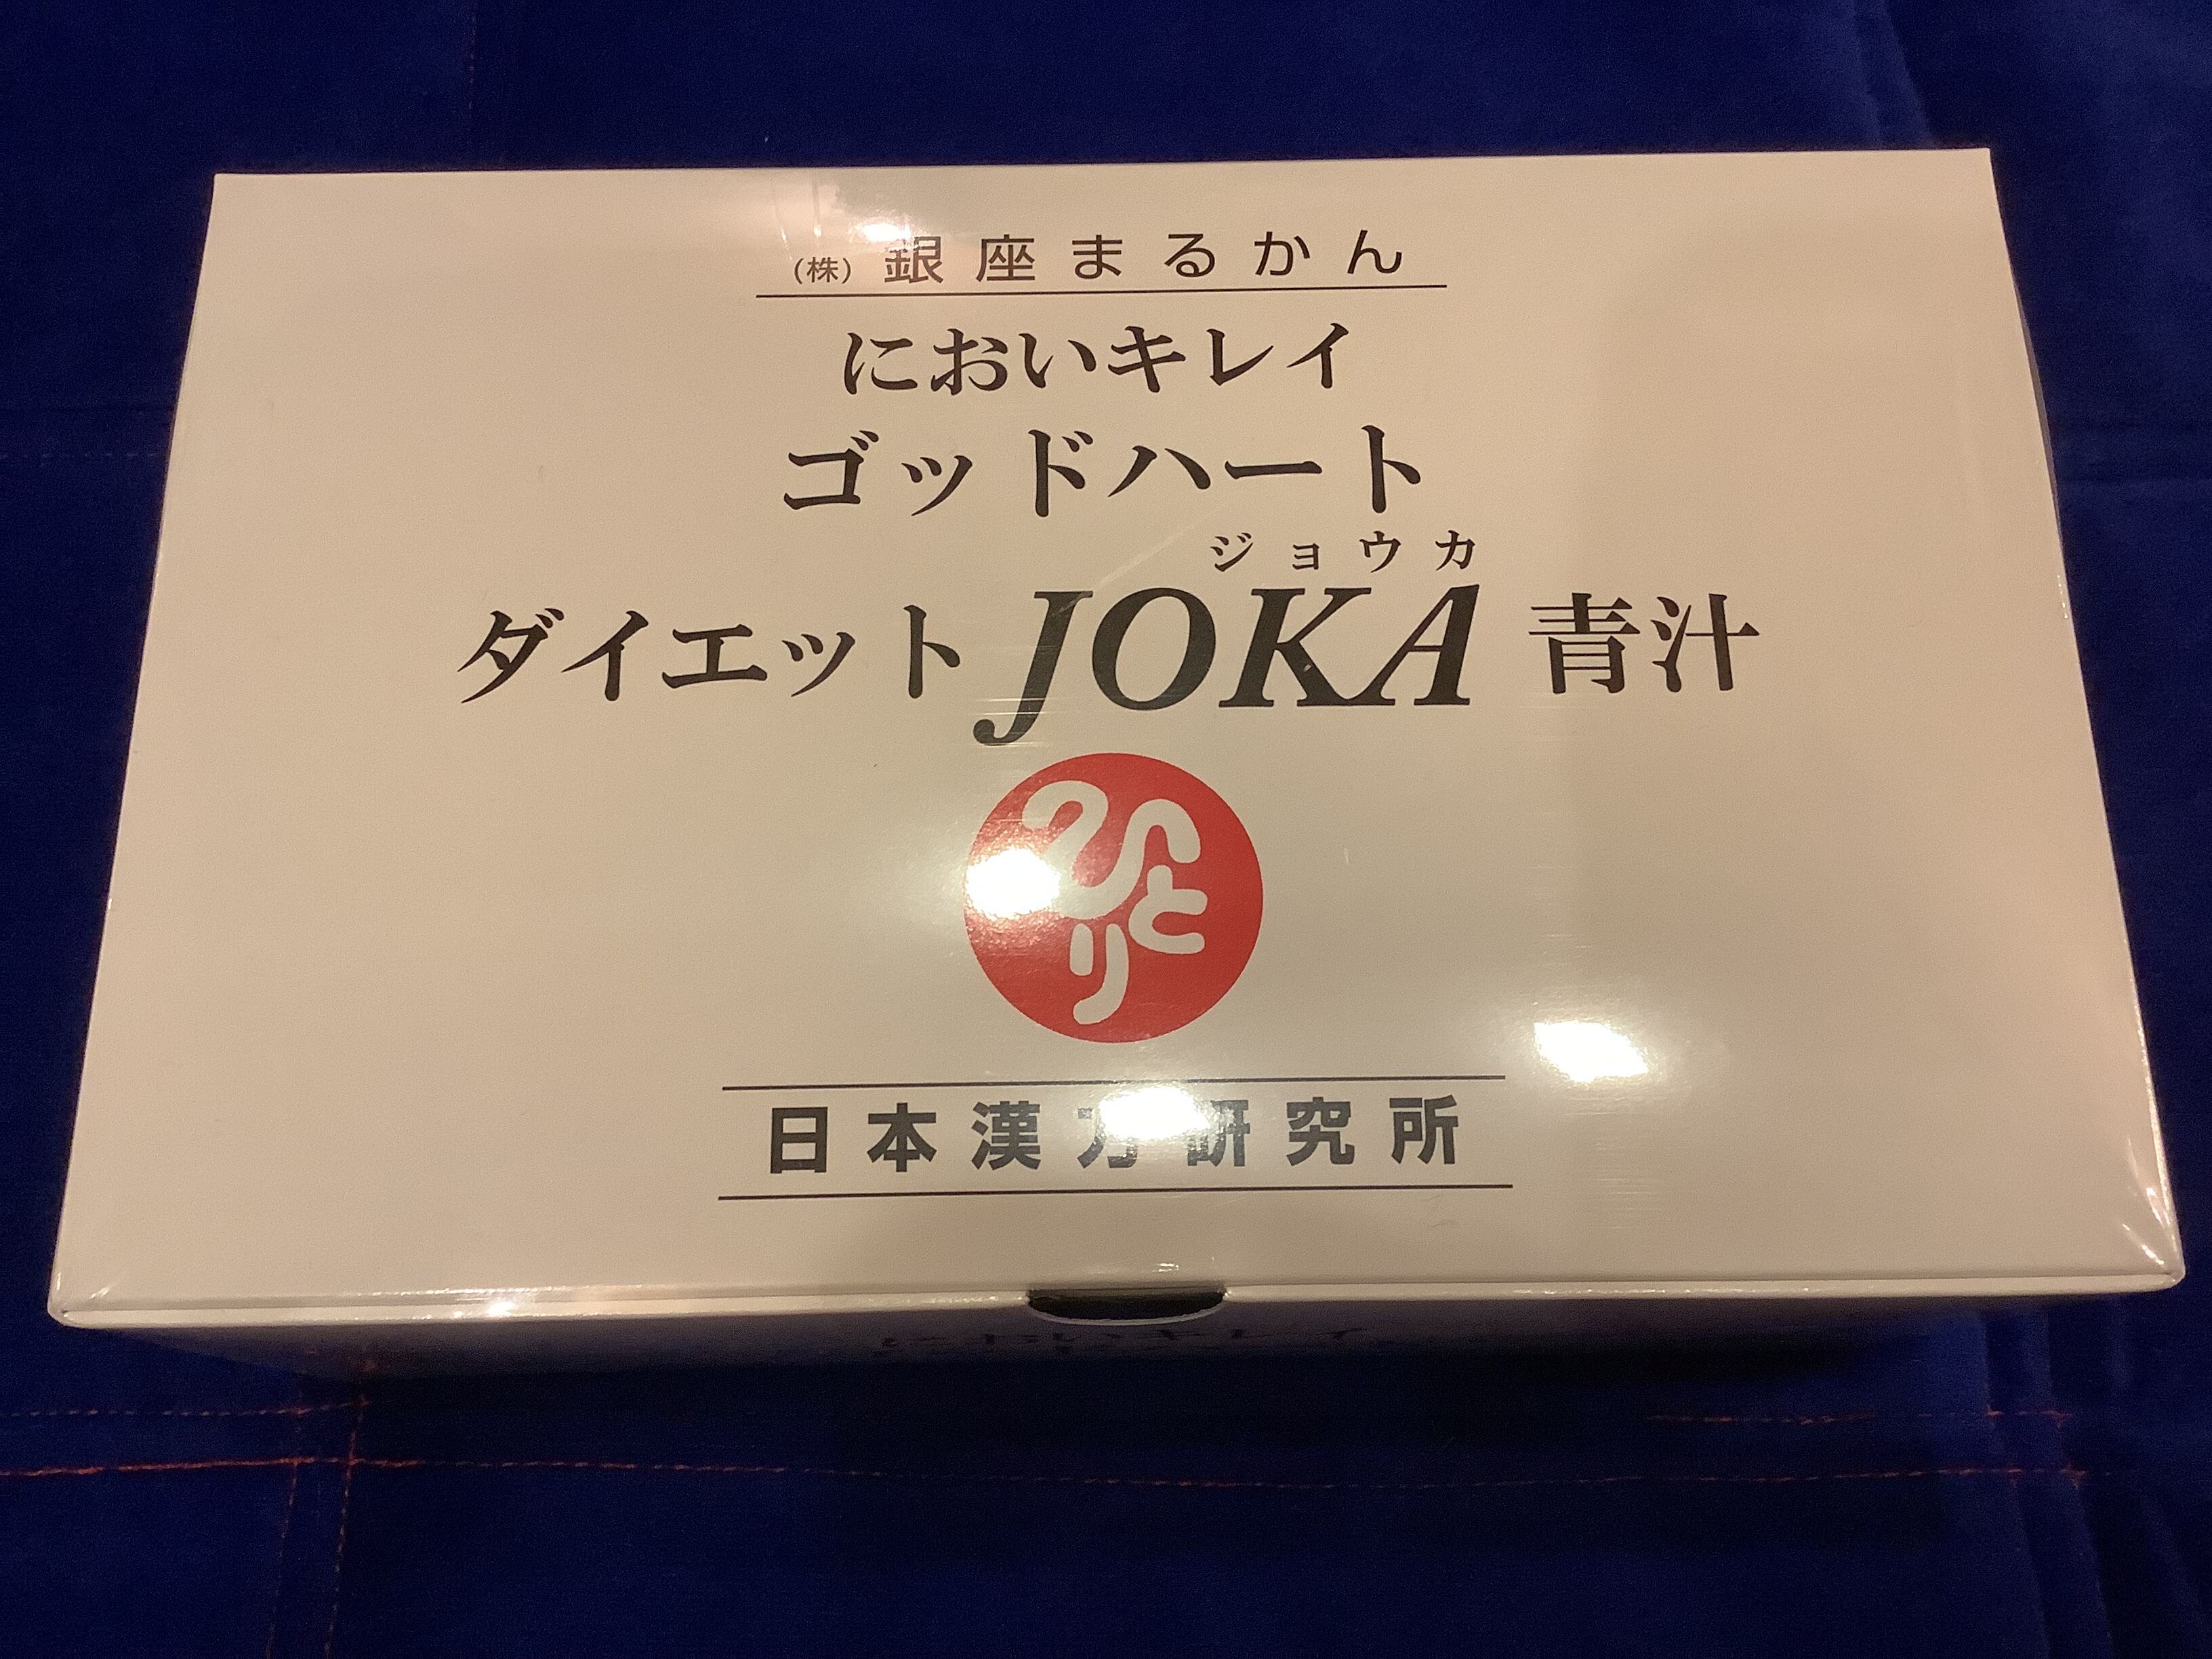 (株) 銀座まるかん
においキレイ
ゴッドハート
ジョウカ
ダイエットJOKA青汁
ひとり
日本漢方研究所